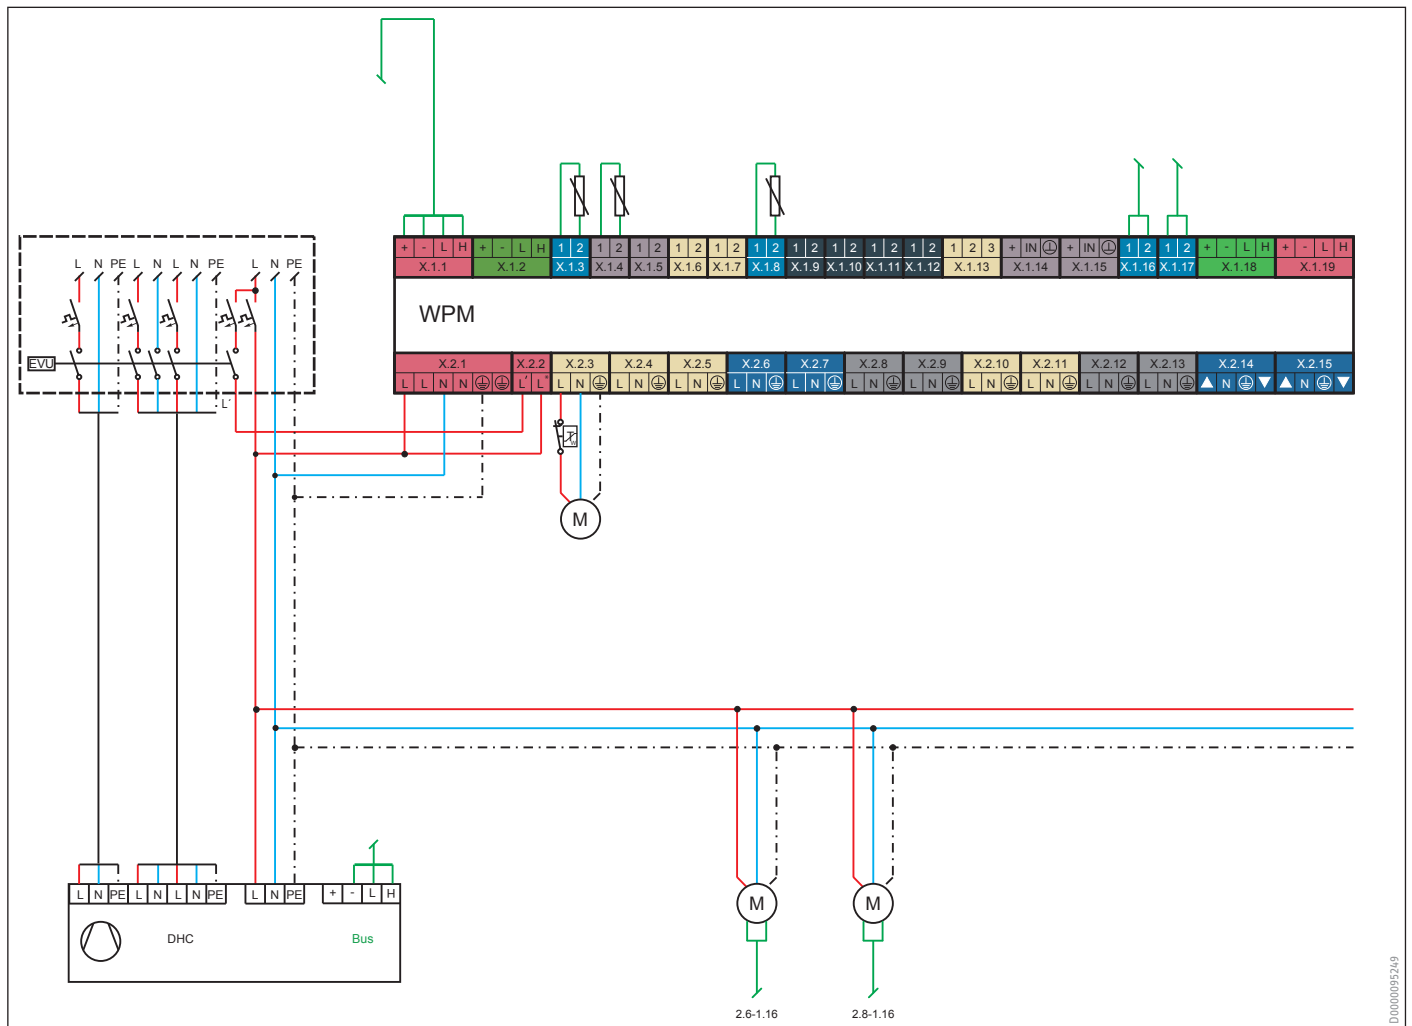 + - L H + - L H 1 2 1 2 1 2 1 2 1 2 1 2 1 2 1 2 1 2 1 2 1 2 3 + IN + IN 1 2 1 2 + - L H + - L H
X.1.1 X.1.2 X.1.3 X.1.4 X.1.5 X.1.6 X.1.7 X.1.8 X.1.9 X.1.10 X.1.11 X.1.12 X.1.13 X.1.14 X.1.15 X.1.16 X.1.17 X.1.18 X.1.19
L N PE L N L N PE L N PE
WPM
EVU
X.2.1 X.2.2 X.2.3 X.2.4 X.2.5 X.2.6 X.2.7 X.2.8 X.2.9 X.2.10 X.2.11 X.2.12 X.2.13 X.2.14 X.2.15
L L N N L' L* L N L N L N L N L N L N L N L N L N L N L N N N
L'
M
L N PE L N L N PE L N PE + - L H
DHC
Bus
M M
2.6-1.16 2.8-1.16
D0000095249